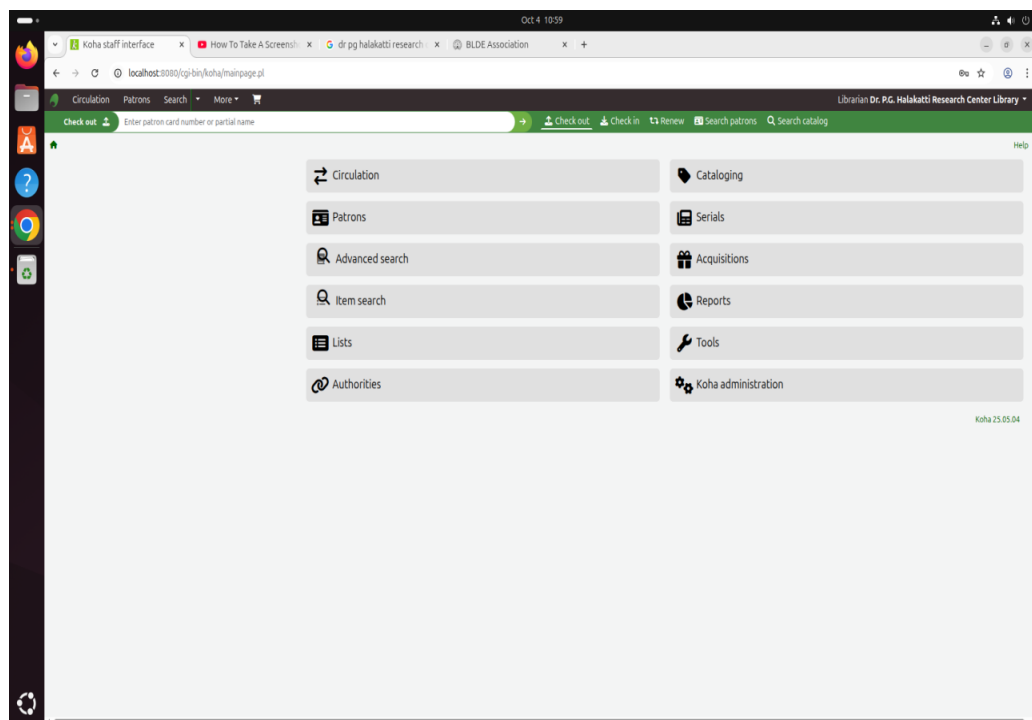 Oct 4 10:59
Koha staff interface x How To Take A Screensh x G dr pg halakatti research x BLDE Association x +
localhost:8080/cgi-bin/koha/mainpage.pl
Circulation Patrons Search More Librarian Dr. P.G. Halakatti Research Center Library
Check out Enter patron card number or partial name Check out Check in Renew Search patrons Search catalog
Help
Circulation Cataloging
Patrons Serials
Advanced search Acquisitions
Item search Reports
Lists Tools
Authorities Koha administration
Koha 25.05.04